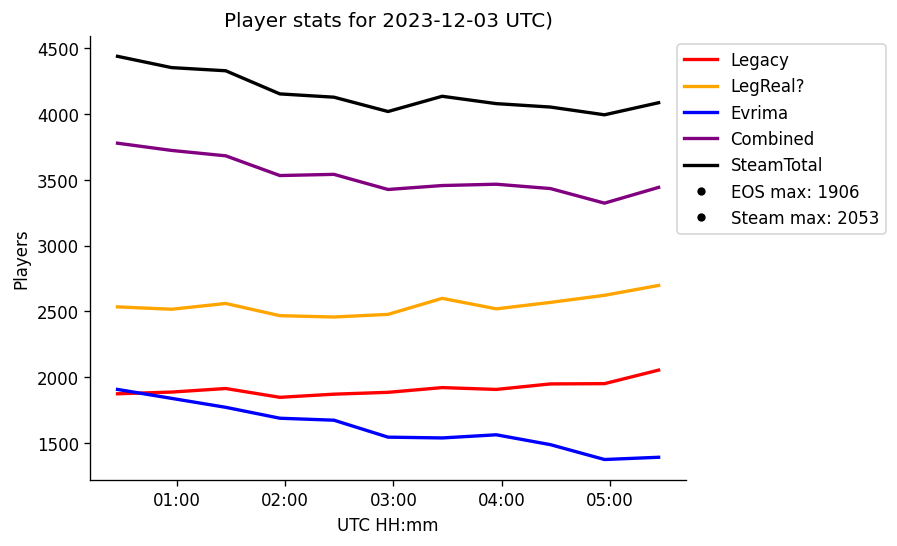 Player stats for 2023-12-03 UTC)
4500
4000
3500
3000
2500
2000
1500
Players
01:00
02:00
03:00
04:00
05:00
UTC HH:mm
Legacy
LegReal?
Evrima
Combined
SteamTotal
EOS max: 1906
Steam max: 2053